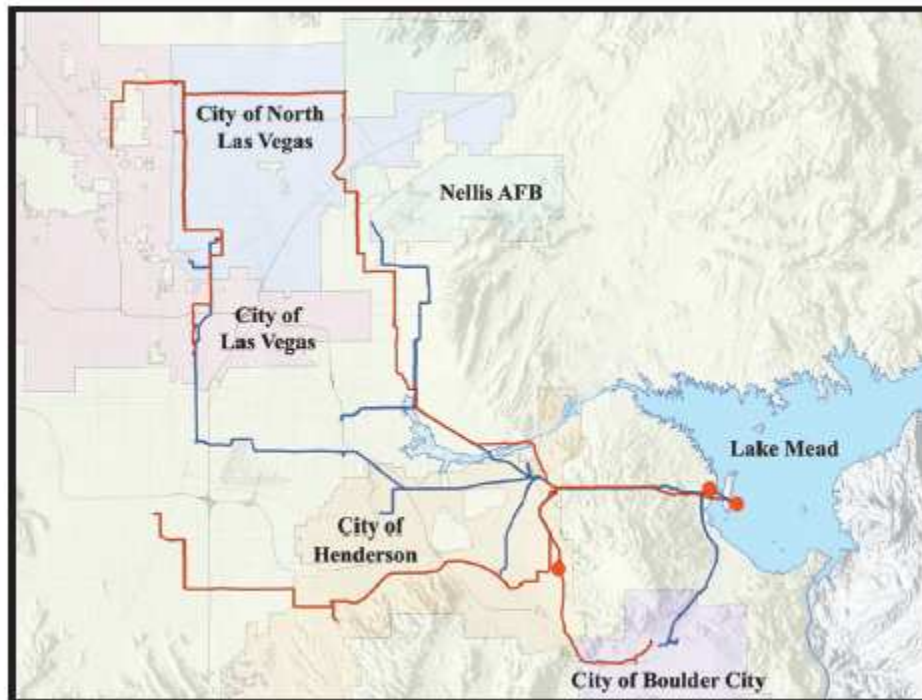 City of North
Las Vegas
Nellis AFB
City of
Las Vegas
Lake Mead
City of
Henderson
City of Boulder City